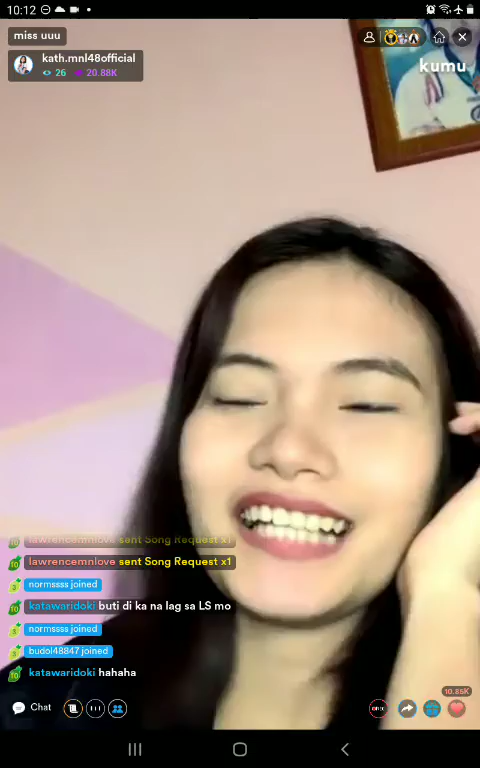 10:12
miss uuu
kath.mnl48official
26 20.88K
kumu
lawrencemnlove sent Song Request x1
lawrencemnlove sent Song Request x1
normssss joined
katawaridoki buti di ka na lag sa LS mo
normssss joined
budol48847 joined
katawaridoki hahaha
10.86K
Chat